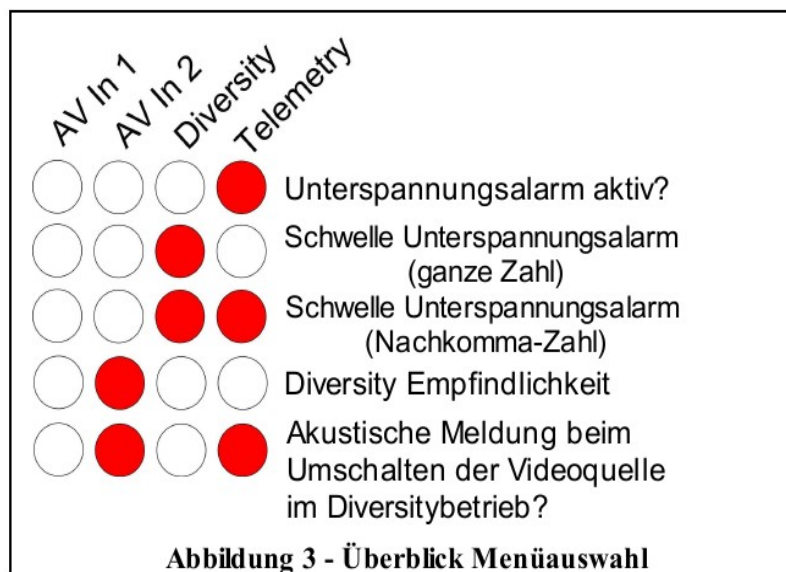 AV In 1
AV In 2
Diversity
Telemetry
Unterspannungsalarm aktiv?
Schwelle Unterspannungsalarm
(ganze Zahl)
Schwelle Unterspannungsalarm
(Nachkomma-Zahl)
Diversity Empfindlichkeit
Akustische Meldung beim
Umschalten der Videoquelle
im Diversitybetrieb?
Abbildung 3 - Überblick Menüauswahl